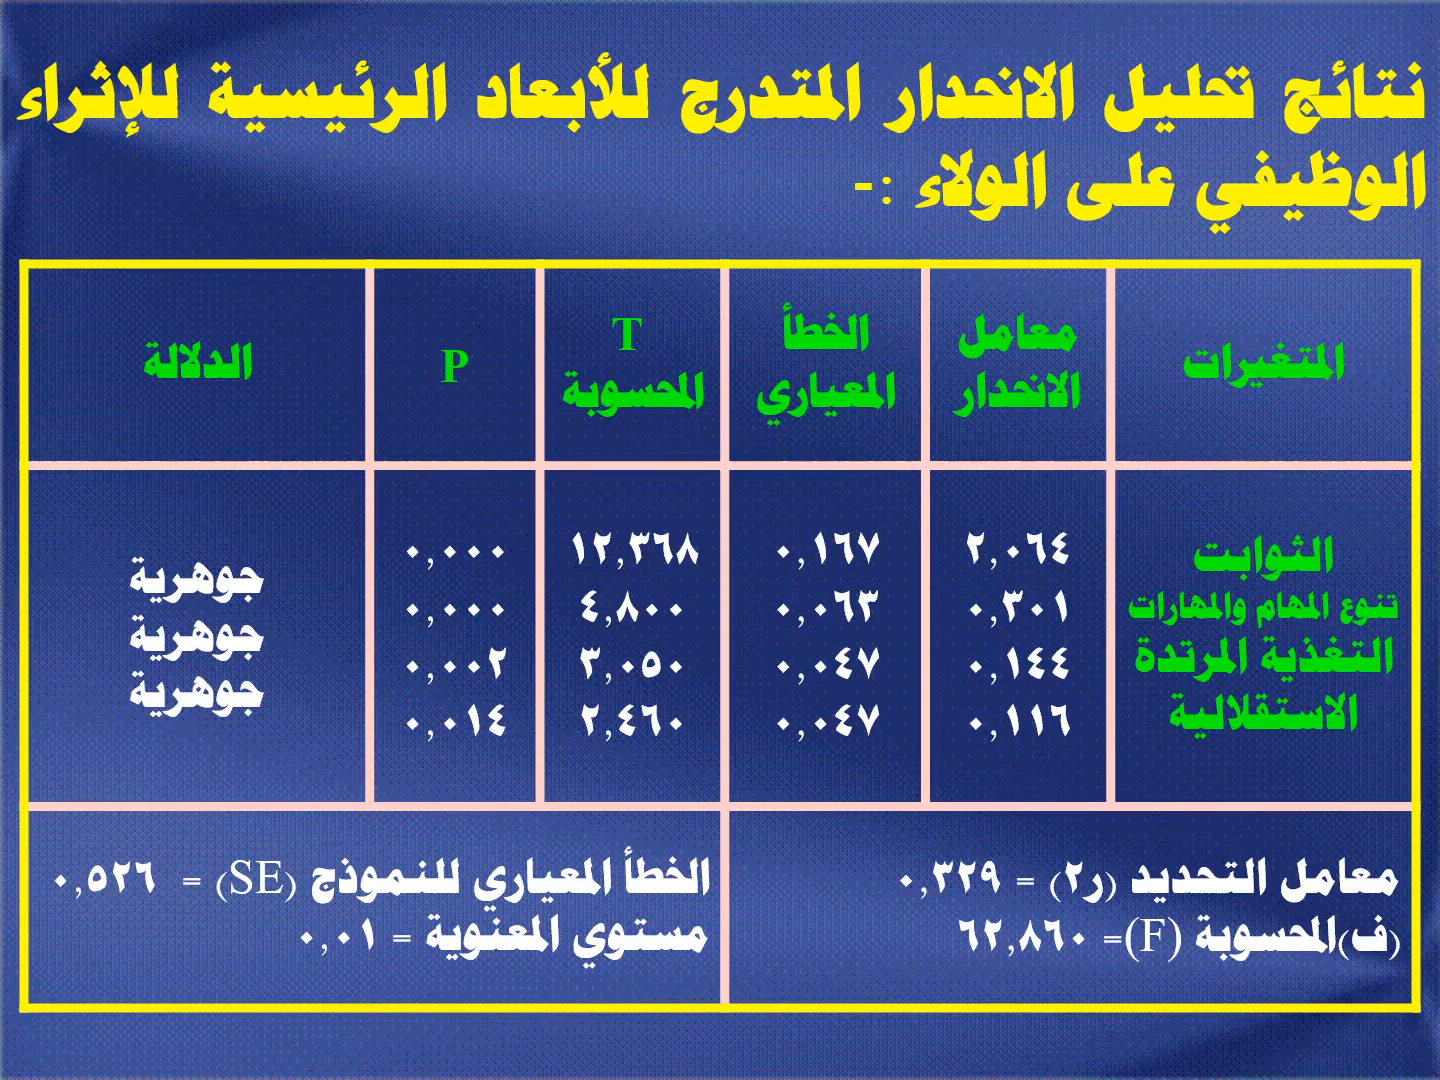 نتائج تحليل الانحدار المتدرج للأبعاد الرئيسية للإثراء
الوظيفي على الولاء :-
المتغيرات
معامل
الانحدار
الخطأ
المعياري
T
المحسوبة
P
الدلالة
الثوابت
تنوع المهام والمهارات
التغذية المرتدة
الاستقلالية
٢,٠٦٤
٠,٣٠١
٠,١٤٤
٠,١١٦
٠,١٦٧
٠,٠٦٣
٠,٠٤٧
٠,٠٤٧
١٢,٣٦٨
٤,٨٠٠
٣,٠٥٠
٢,٤٦٠
٠,٠٠٠
٠,٠٠٠
٠,٠٠٢
٠,٠١٤
جوهرية
جوهرية
جوهرية
معامل التحديد (ر٢) = ٠,٣٢٩
(ف)المحسوبة (F)= ٦٢,٨٦٠
الخطأ المعياري للنموذج (SE) = ٠,٥٢٦
مستوي المعنوية = ٠,٠١